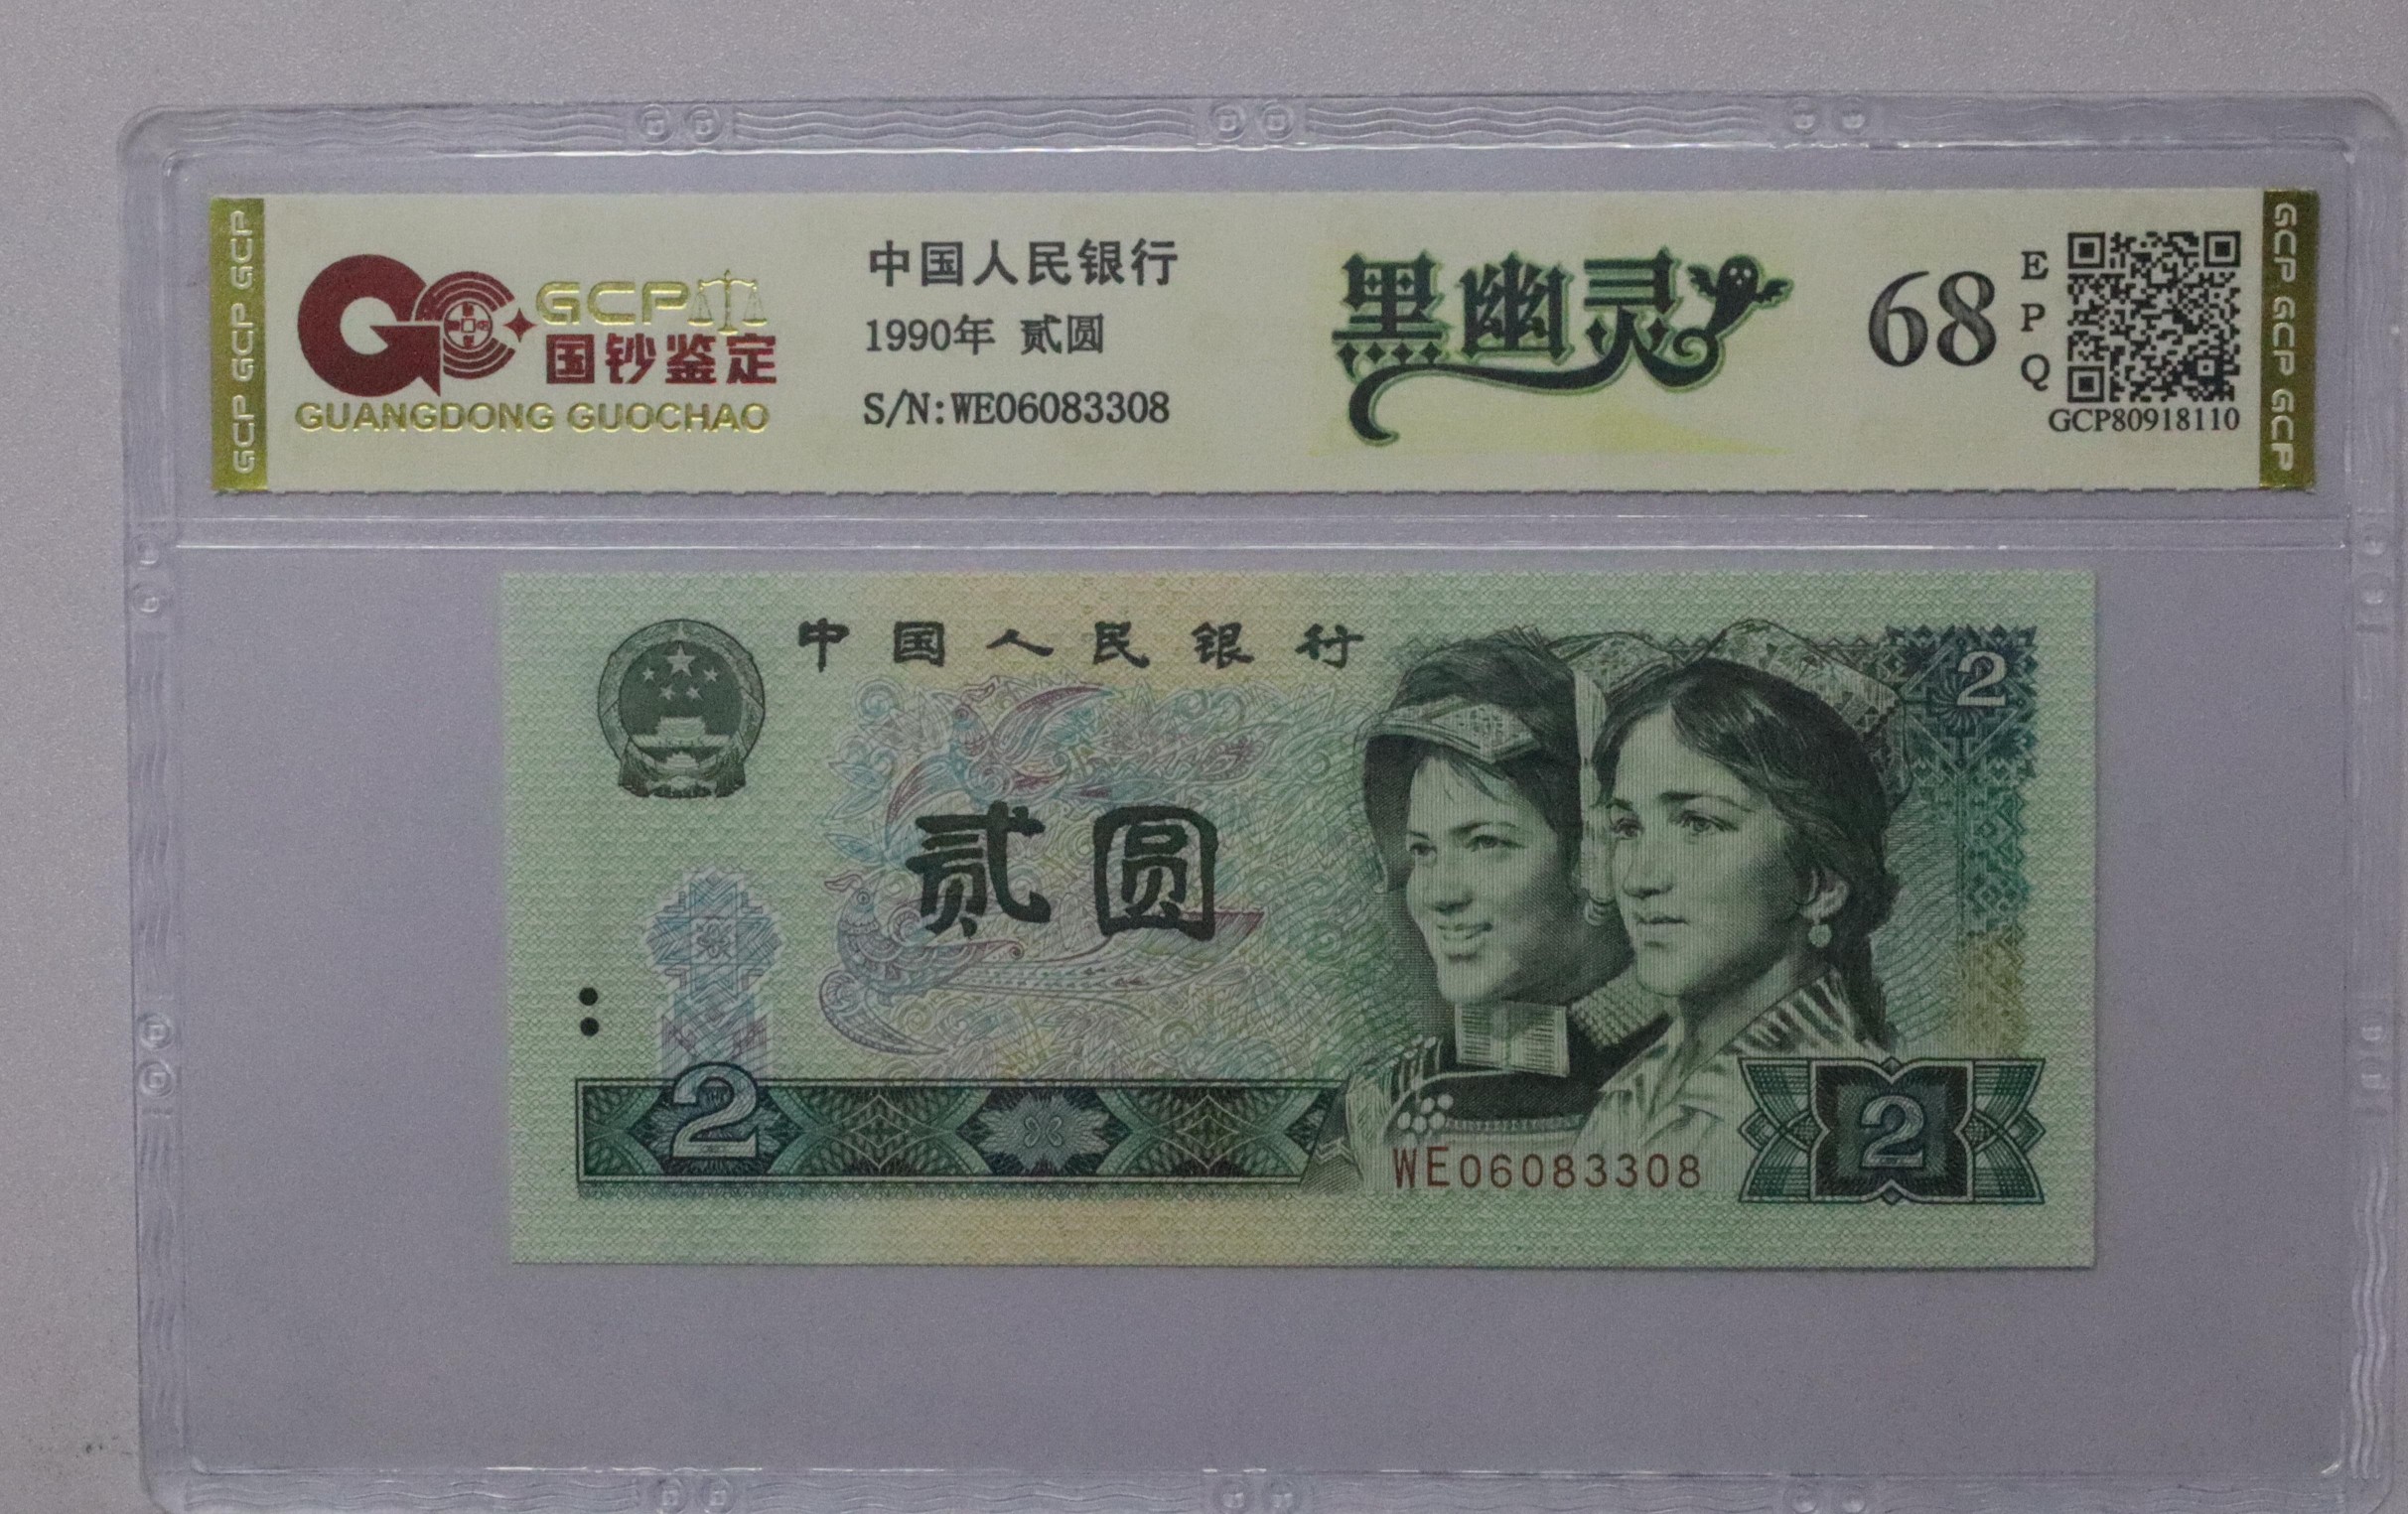 GCP GCP GCP
GCP
国钞鉴定
GUANGDONG GUOCHAO
中国人民银行
1990年 贰圆
S/N:WE06083308
黑幽灵
68
E
P
Q
GCP80918110
GCP GCP GCP
中国人民银行
2
贰圆
2
WE06083308
2